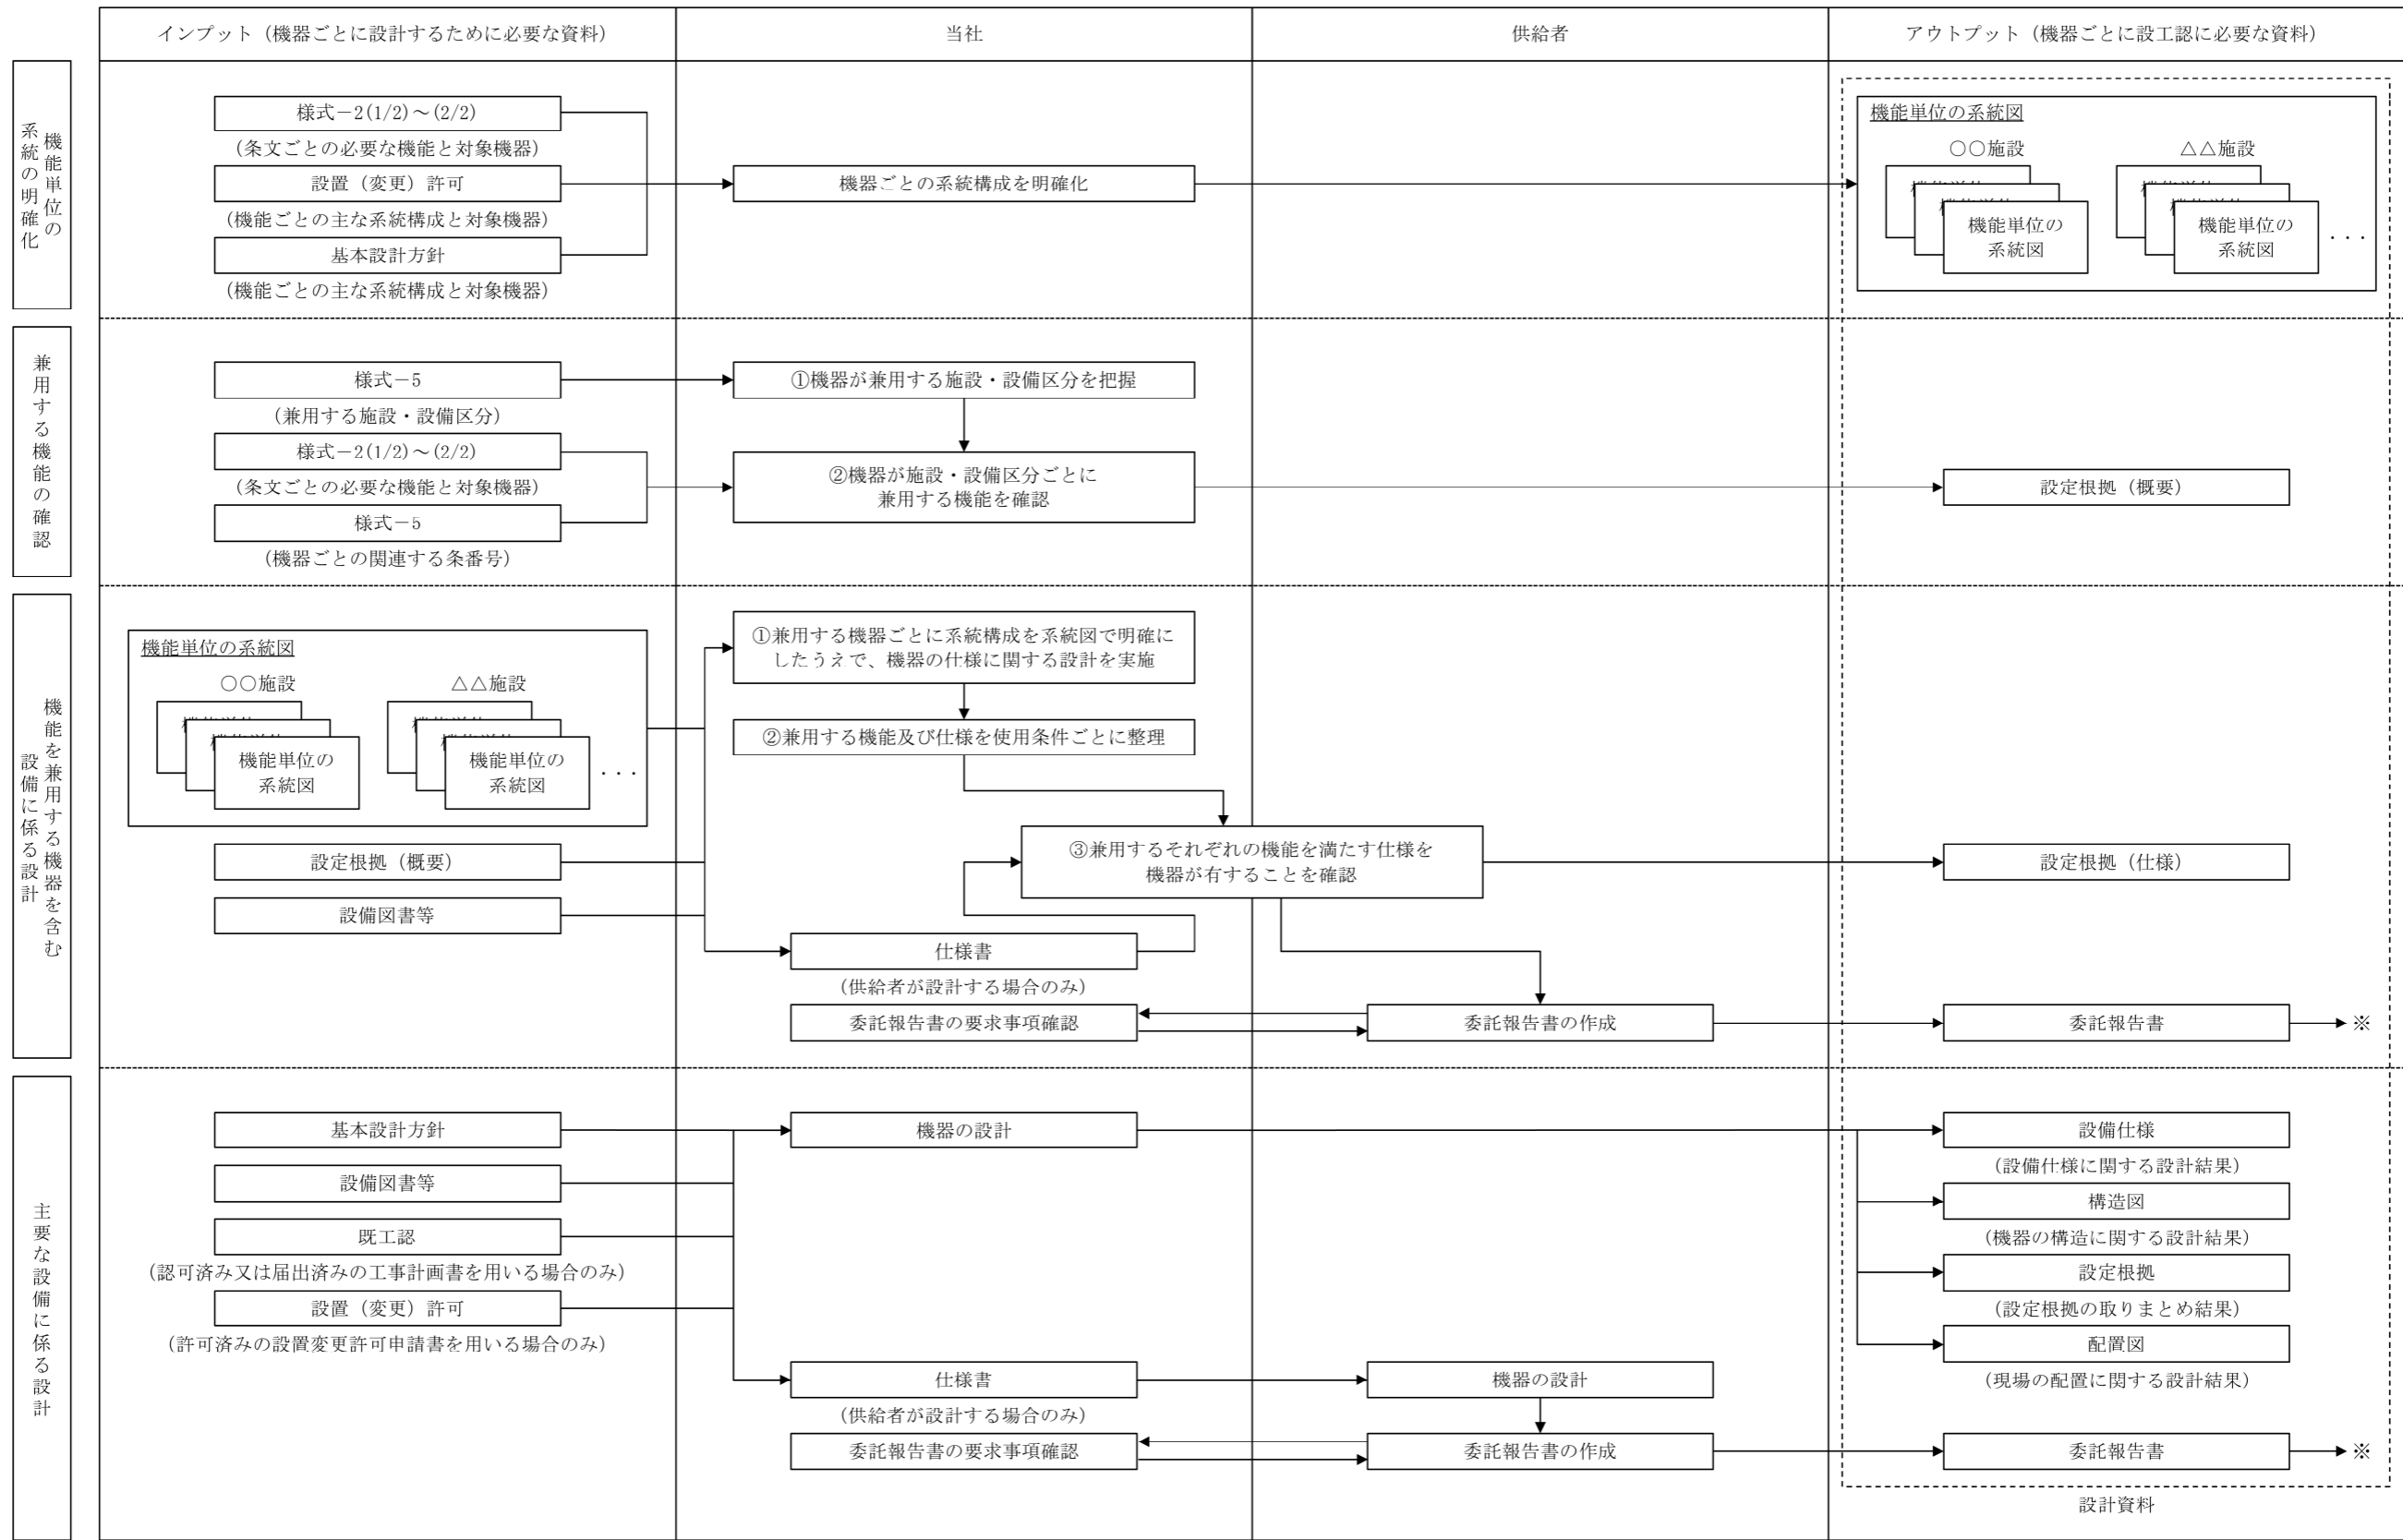 インプット（機器ごとに設計するために必要な資料）
当社
供給者
アウトプット（機器ごとに設工認に必要な資料）
機能単位の
系統の明確化
様式－2(1/2)～(2/2)
（条文ごとの必要な機能と対象機器）
設置（変更）許可
（機能ごとの主な系統構成と対象機器）
基本設計方針
（機能ごとの主な系統構成と対象機器）
機器ごとの系統構成を明確化
機能単位の系統図
○○施設
△△施設
機能単位の
系統図
機能単位の
系統図
・・・
兼用する機能の確認
様式－5
（兼用する施設・設備区分）
様式－2(1/2)～(2/2)
（条文ごとの必要な機能と対象機器）
様式－5
（機器ごとの関連する条番号）
①機器が兼用する施設・設備区分を把握
②機器が施設・設備区分ごとに
兼用する機能を確認
設定根拠（概要）
機能を兼用する機器を含む
設備に係る設計
機能単位の系統図
○○施設
△△施設
機能単位の
系統図
機能単位の
系統図
・・・
設定根拠（概要）
設備図書等
①兼用する機器ごとに系統構成を系統図で明確に
したうえで、機器の仕様に関する設計を実施
②兼用する機能及び仕様を使用条件ごとに整理
③兼用するそれぞれの機能を満たす仕様を
機器が有することを確認
設定根拠（仕様）
仕様書
（供給者が設計する場合のみ）
委託報告書の要求事項確認
委託報告書の作成
委託報告書
※
主要な設備に係る設計
基本設計方針
設備図書等
既工認
（認可済み又は届出済みの工事計画書を用いる場合のみ）
設置（変更）許可
（許可済みの設置変更許可申請書を用いる場合のみ）
機器の設計
設備仕様
（設備仕様に関する設計結果）
構造図
（機器の構造に関する設計結果）
設定根拠
（設定根拠の取りまとめ結果）
配置図
（現場の配置に関する設計結果）
仕様書
（供給者が設計する場合のみ）
機器の設計
委託報告書の要求事項確認
委託報告書の作成
委託報告書
※
設計資料